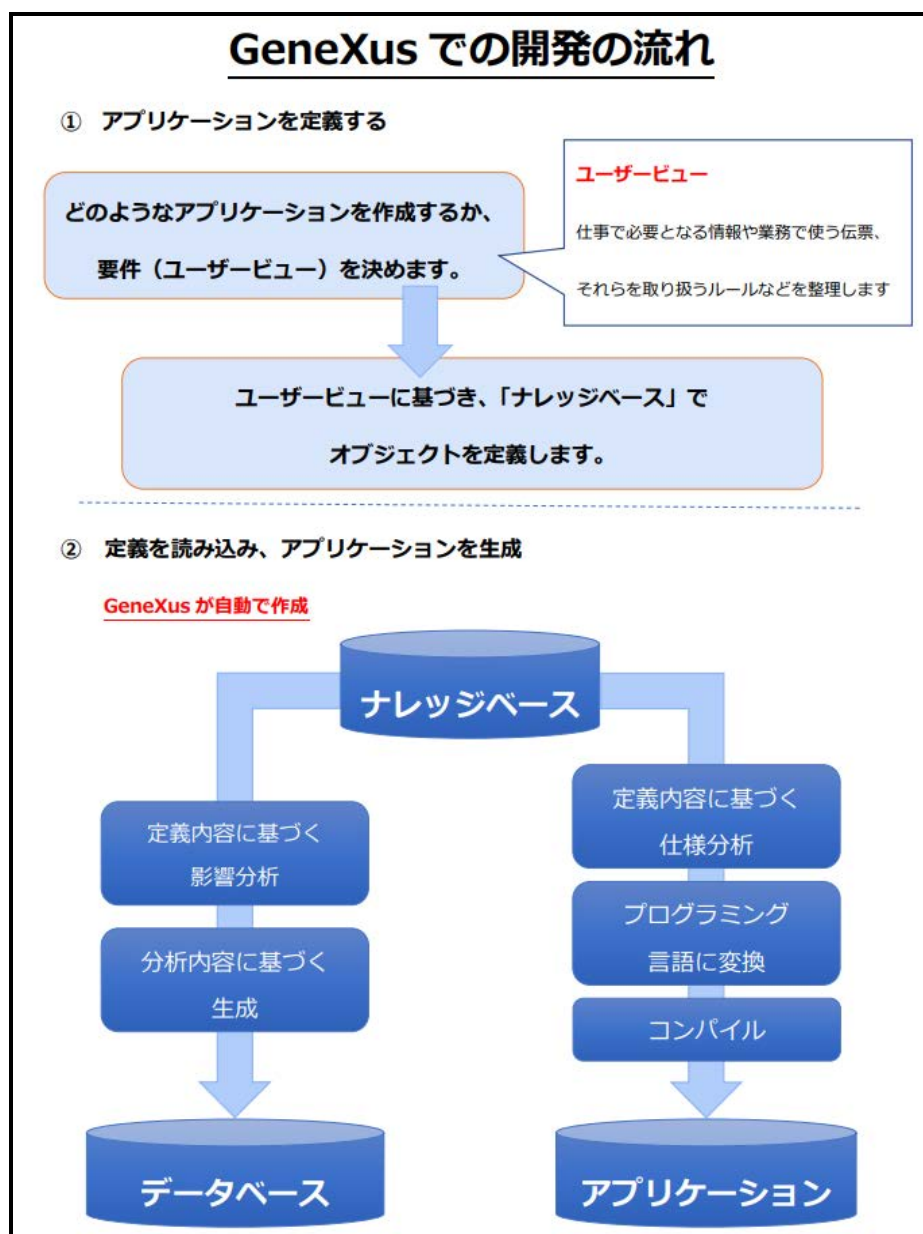 GeneXus での開発の流れ
① アプリケーションを定義する
どのようなアプリケーションを作成するか、
要件（ユーザービュー）を決めます。
ユーザービュー
仕事で必要となる情報や業務で使う伝票、
それらを取り扱うルールなどを整理します
ユーザービューに基づき、「ナレッジベース」で
オブジェクトを定義します。
② 定義を読み込み、アプリケーションを生成
GeneXus が自動で作成
ナレッジベース
定義内容に基づく
影響分析
分析内容に基づく
生成
データベース
定義内容に基づく
仕様分析
プログラミング
言語に変換
コンパイル
アプリケーション